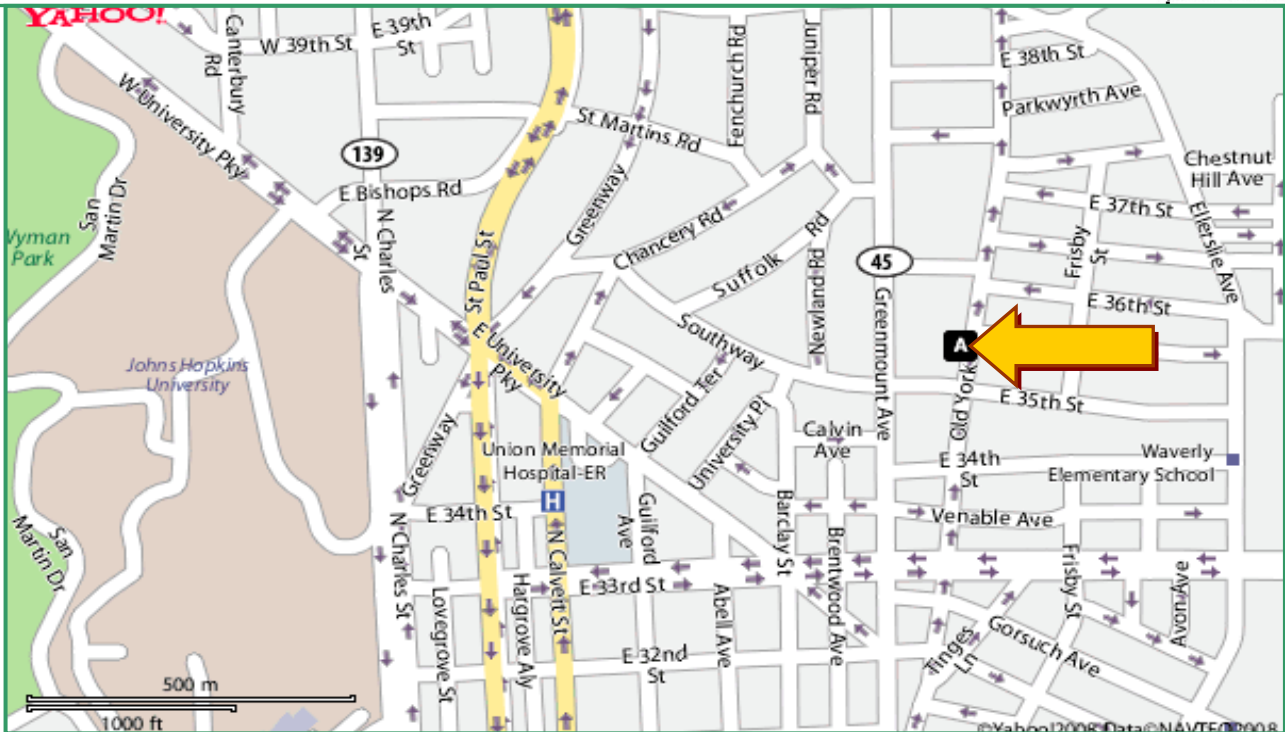 YAHOO!
E 39th
St
W 39th St
Canterbury
Rd
Fenchurch Rd
Juniper Rd
E 38th St
Parkwyrth Ave
W University Pky
St Martins Rd
139
Chestnut
Hill Ave
E Bishops Rd
San
Martin Dr
Greenway
E 37th St
Ellerslie Ave
N Charles
St
Wyman
Park
St Paul St
Chancery Rd
Suffolk Rd
Newland Rd
45
Frisby
St
E 36th St
Greenmount Ave
Southway
E University
Pky
A
Johns Hopkins
University
Guilford Ter
Old York
E 35th St
University Pl
Calvin
Ave
Greenway
Union Memorial
Hospital-ER
H
E 34th
St
Waverly
Elementary School
E 34th St
Guilford
Ave
Barclay St
Brentwood Ave
Venable Ave
San
Martin Dr
N Charles St
N Calvert St
E 33rd St
Frisby St
Lovegrove St
Hargrove Aly
Abell Ave
Avon Ave
Gorsuch Ave
Tinges
Ln
E 32nd
St
500 m
1000 ft
©Yahoo!2008, Data©NAVTEQ2008